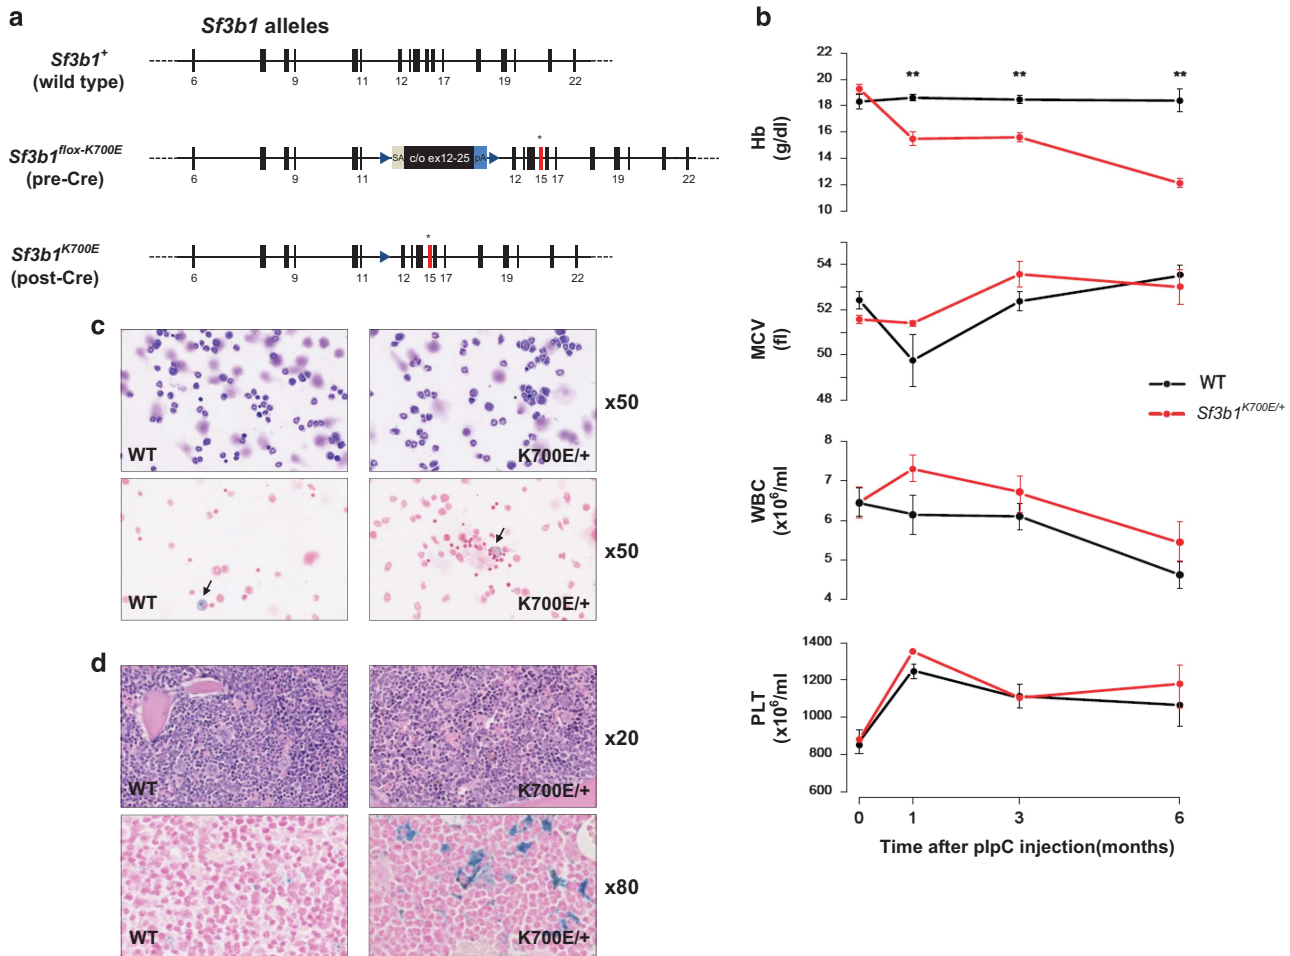 a
Sf3b1 alleles
Sf3b1+
(wild type)
6 9 11 12 17 19 22
Sf3b1flox-K700E
(pre-Cre)
*
SA c/o ex12-25 pA
6 9 11 12 15 17 19 22
Sf3b1K700E
(post-Cre)
*
6 9 11 12 15 17 19 22
b
22
20
18
16
14
12
10
Hb
(g/dl)
** ** **
54
52
50
48
MCV
(fl)
WT
Sf3b1K700E/+
8
7
6
5
4
WBC
(x10^6/ml
1400
1200
1000
800
600
PLT
(x10^6/ml
0 1 3 6
Time after pIpC injection(months)
c
WT
K700E/+
x50
WT
K700E/+
x50
d
WT
K700E/+
x20
WT
K700E/+
x80